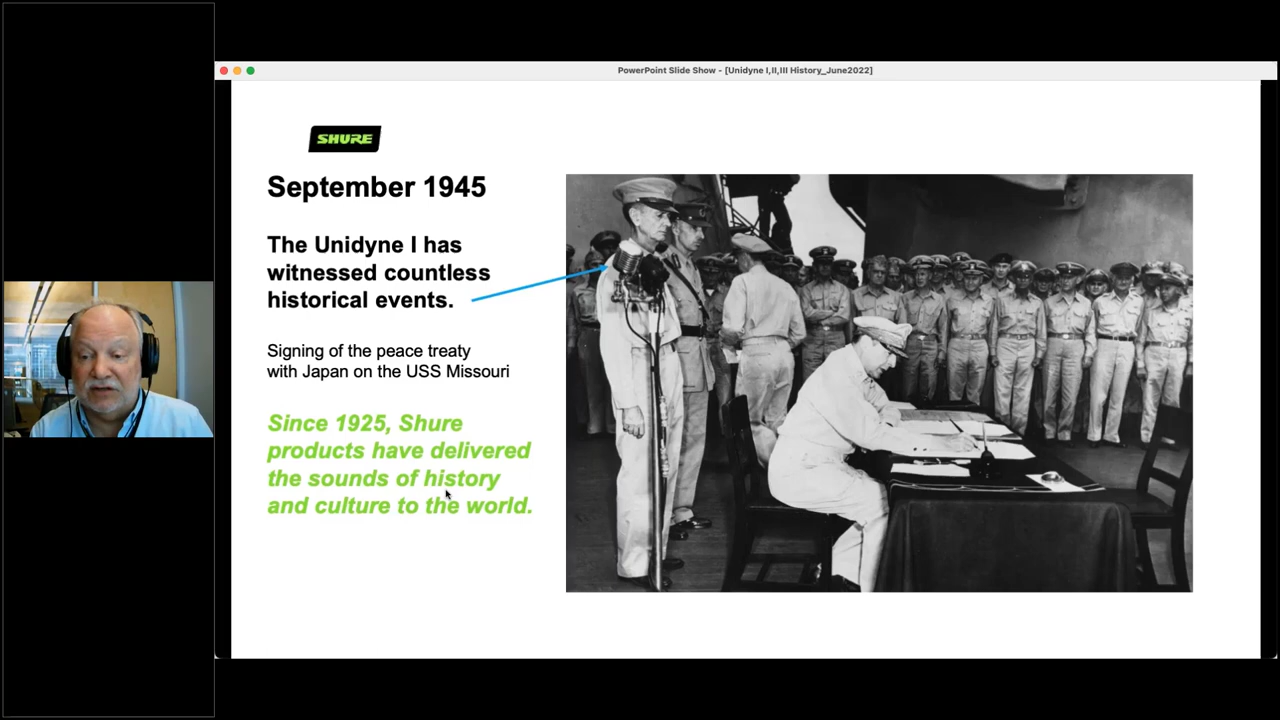 PowerPoint Slide Show - [Unidyne I,II,III History_June2022]
SHURE
September 1945
The Unidyne I has
witnessed countless
historical events.
Signing of the peace treaty
with Japan on the USS Missouri
Since 1925, Shure
products have delivered
the sounds of history
and culture to the world.